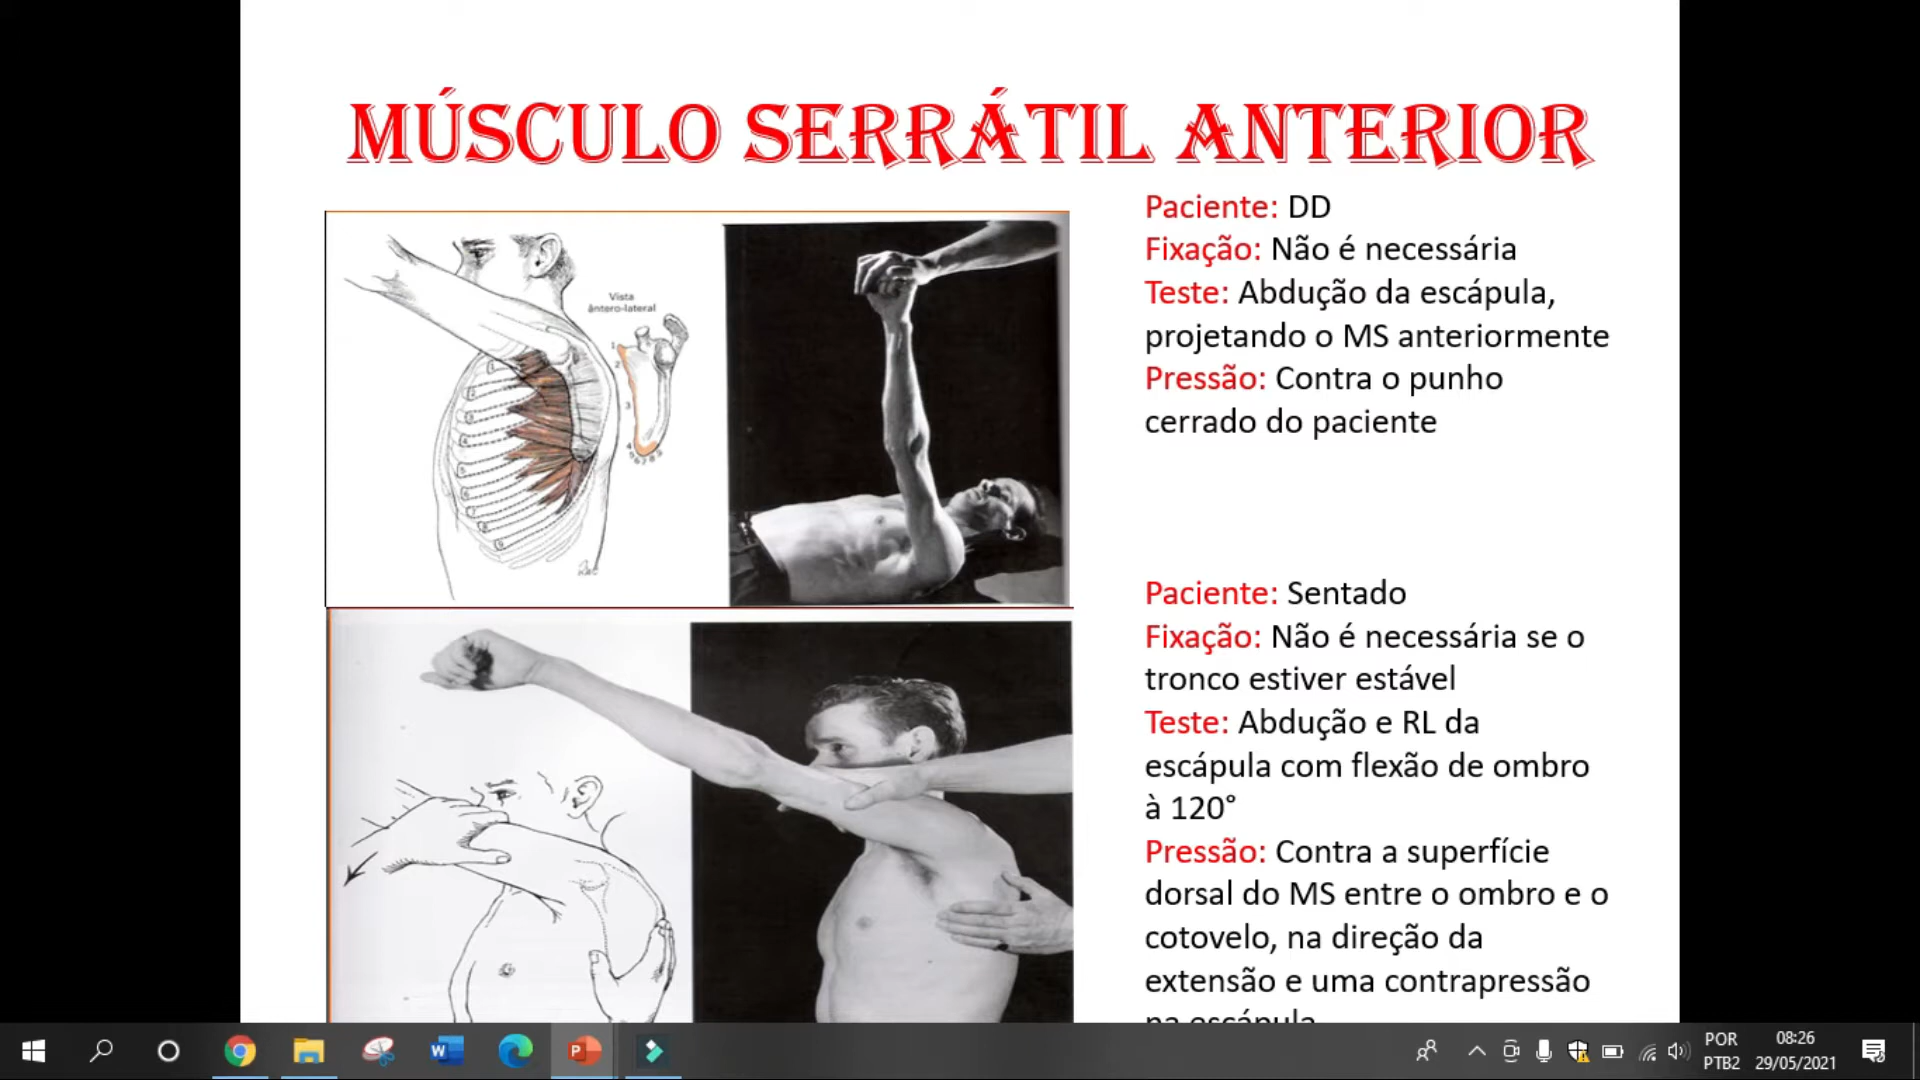 MÚSCULO SERRÁTIL ANTERIOR
Vista
ântero-lateral
Paciente: DD
Fixação: Não é necessária
Teste: Abdução da escápula,
projetando o MS anteriormente
Pressão: Contra o punho
cerrado do paciente
Paciente: Sentado
Fixação: Não é necessária se o
tronco estiver estável
Teste: Abdução e RL da
escápula com flexão de ombro
à 120°
Pressão: Contra a superfície
dorsal do MS entre o ombro e o
cotovelo, na direção da
extensão e uma contrapressão
na escápula
POR
PTB2
08:26
29/05/2021